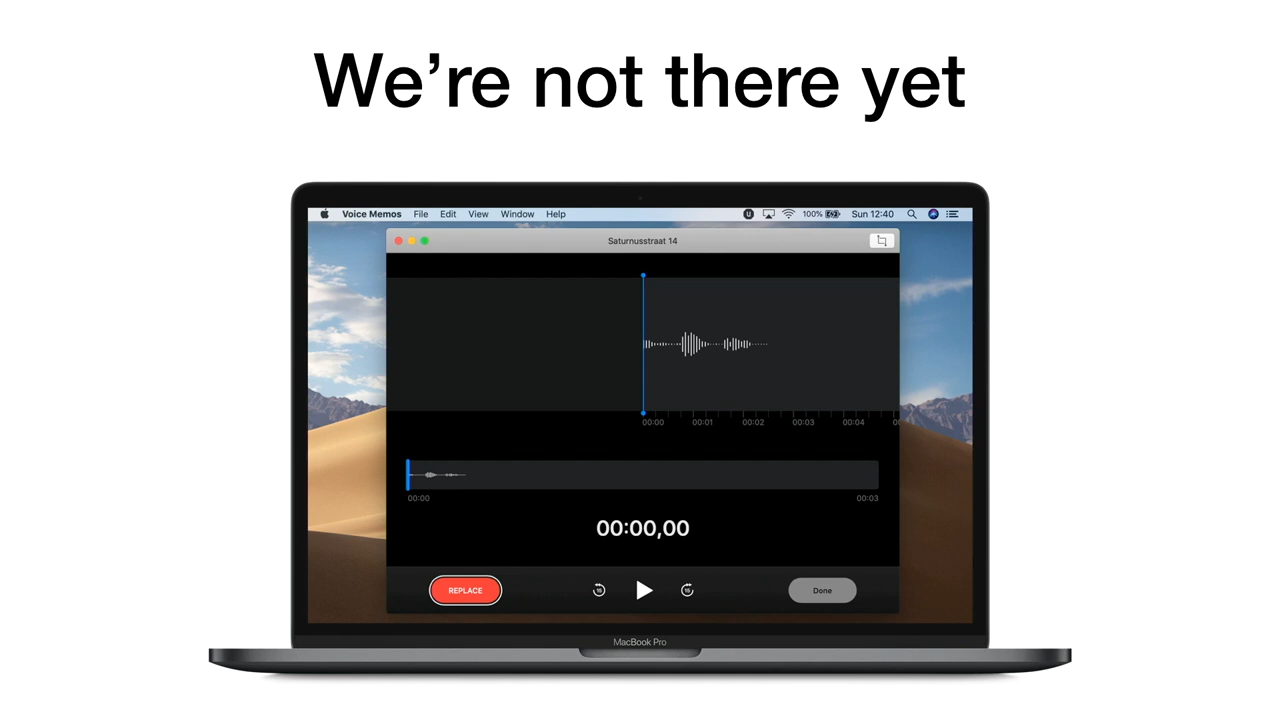 We’re not there yet
Voice Memos File Edit View Window Help
U 100% Sun 12:40
Saturnusstraat 14
00:00 00:01 00:02 00:03 00:04
00:00 00:03
00:00,00
REPLACE 15 15 Done
MacBook Pro